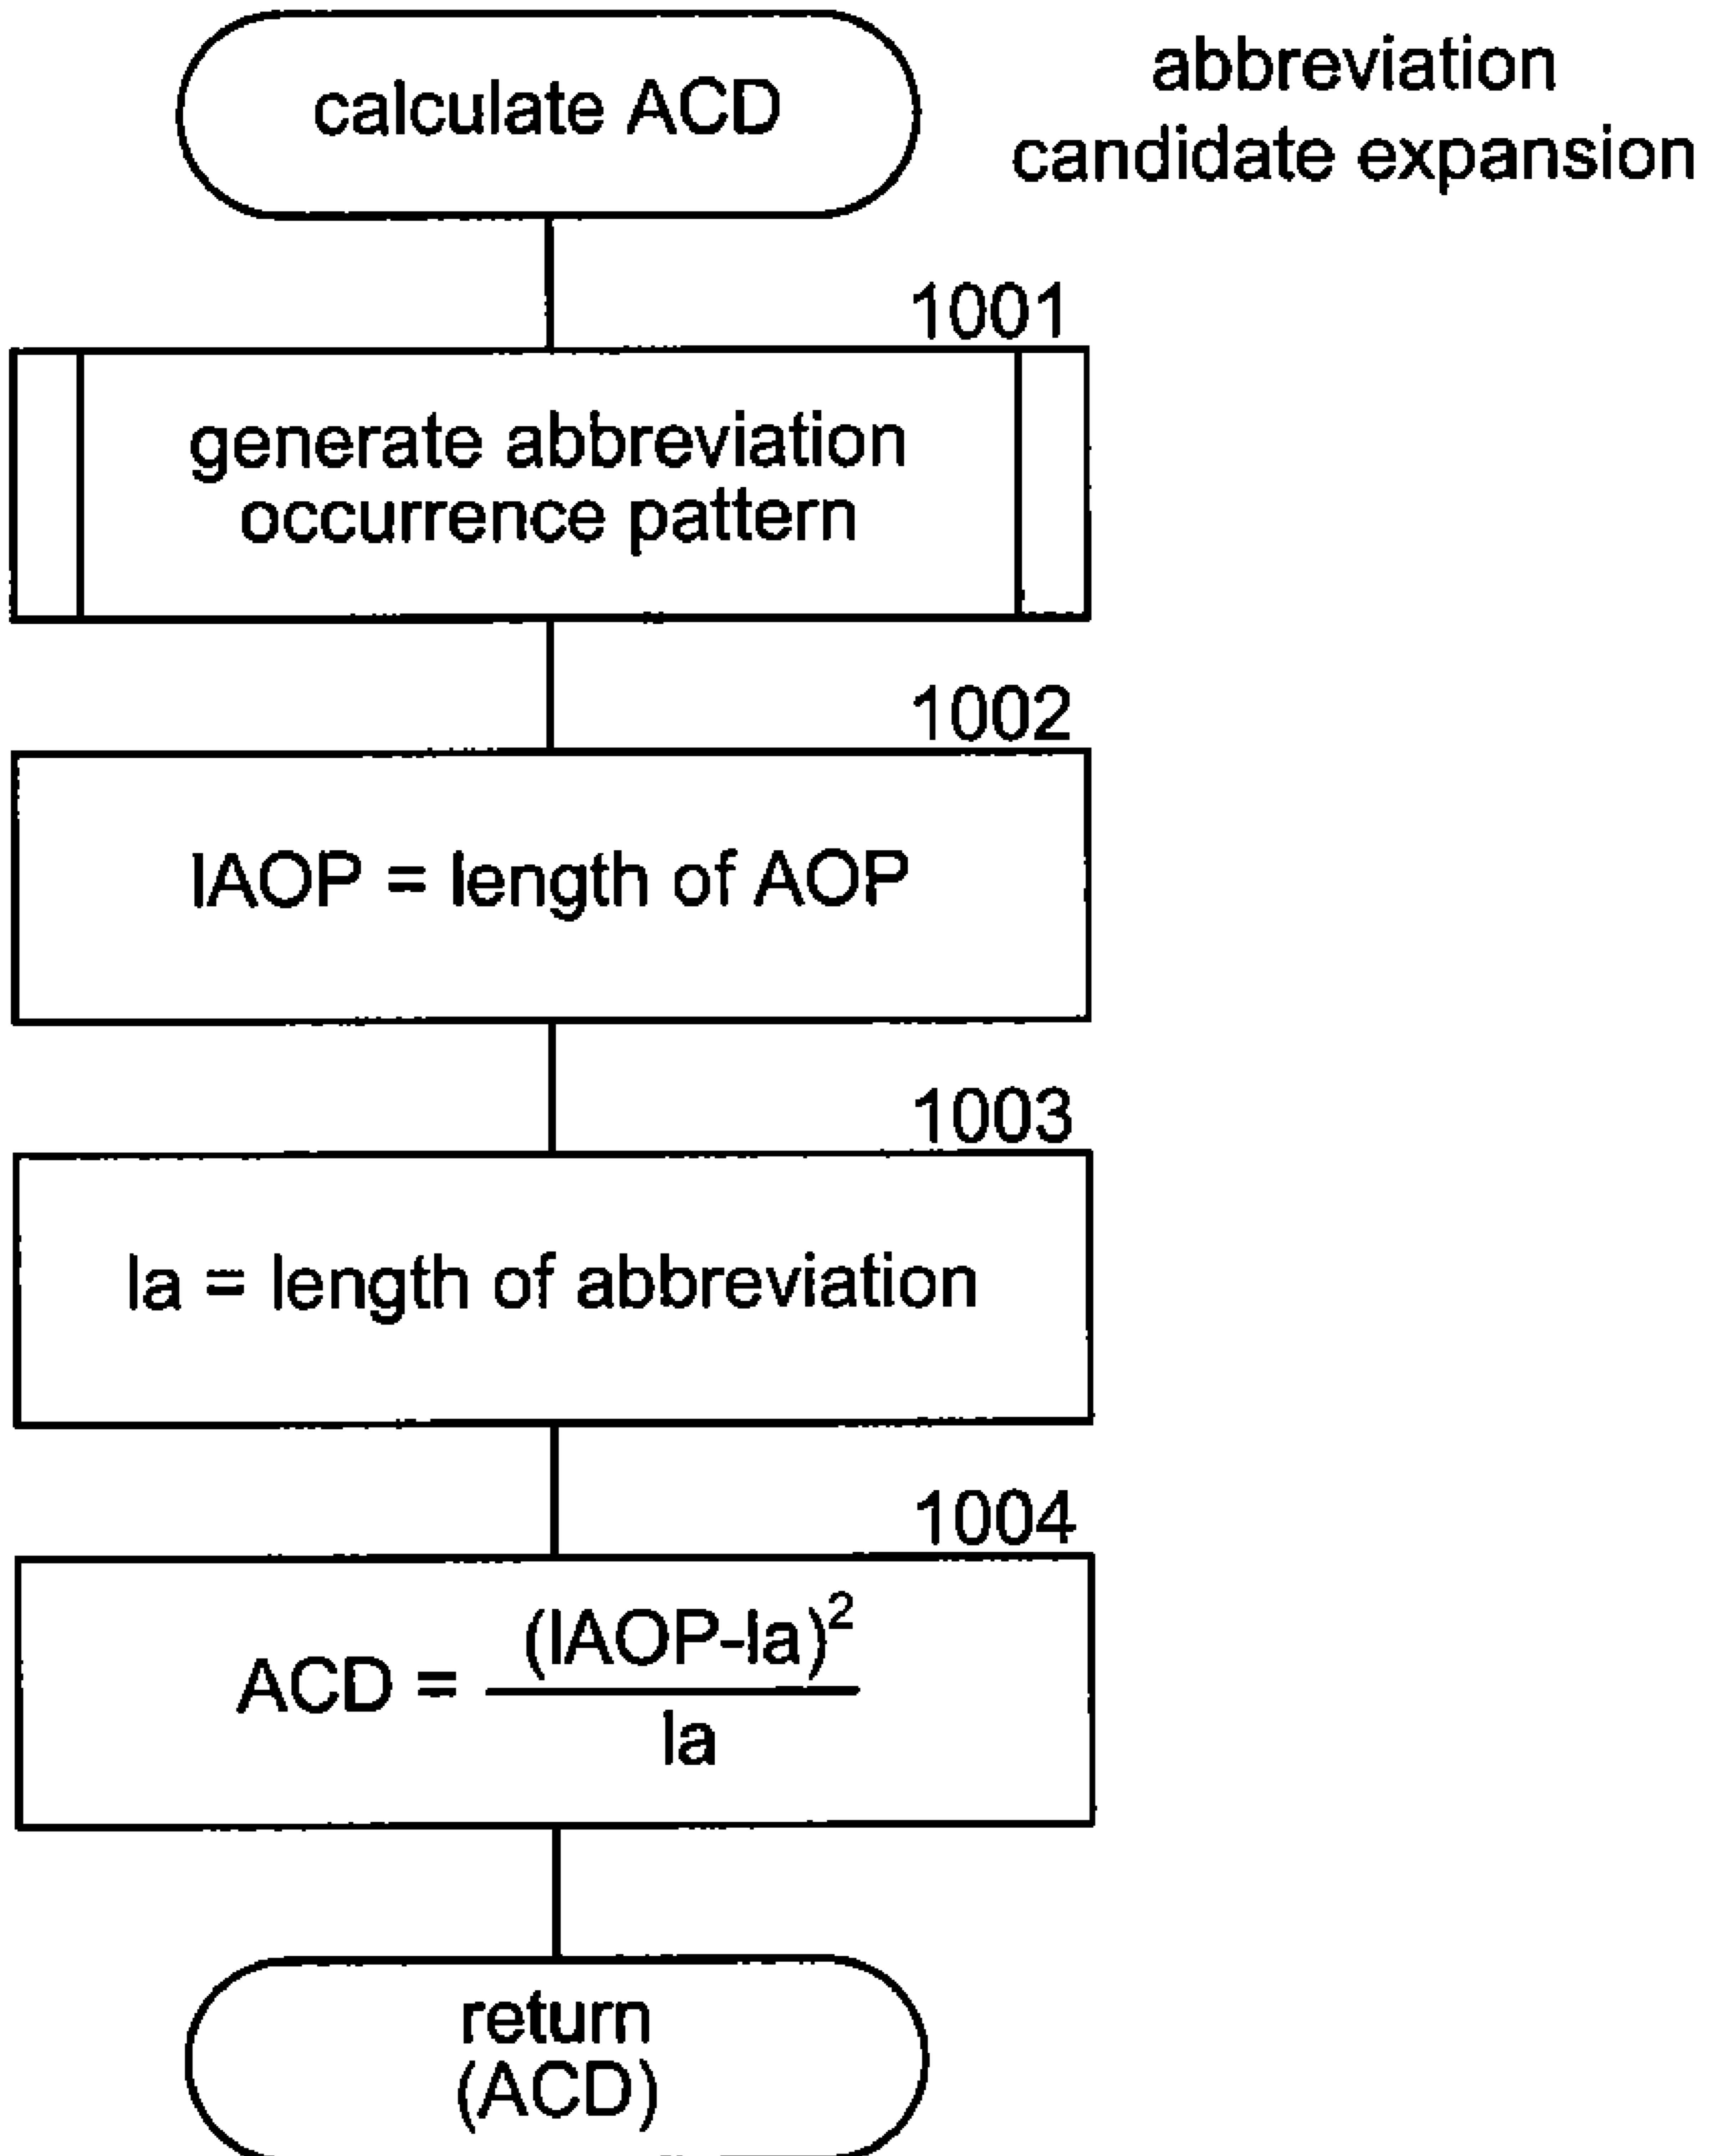 calculate ACD
abbreviation
candidate expansion
1001
generate abbreviation
occurrence pattern
1002
lAOP = length of AOP
1003
la = length of abbreviation
1004
ACD = (lAOP-la)²
la
return
(ACD)